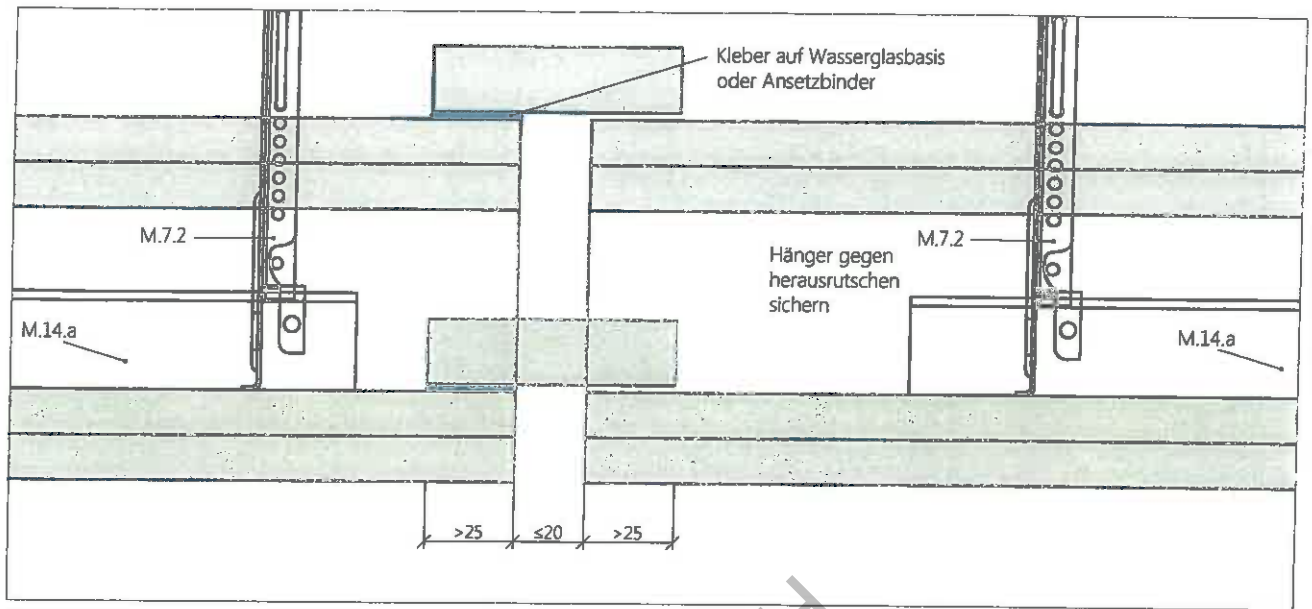 Kleber auf Wasserglasbasis
oder Ansetzbinder
M.7.2
M.7.2
Hänger gegen
herausrutschen
sichern
M.14.a
M.14.a
>25
≤20
>25